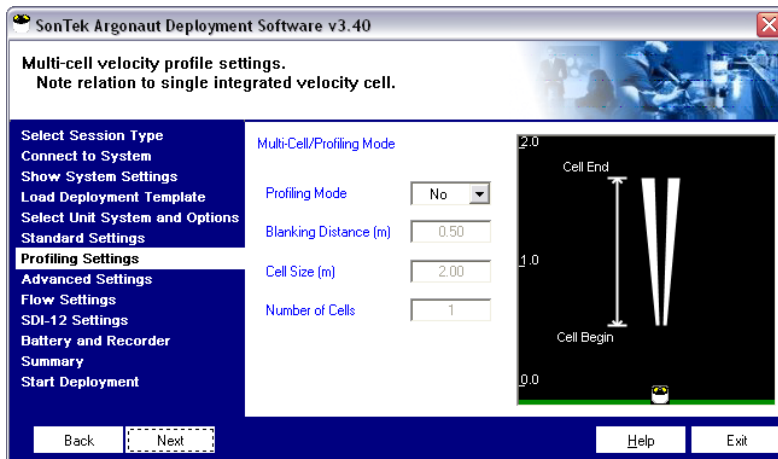 SonTek Argonaut Deployment Software v3.40
Multi-cell velocity profile settings.
Note relation to single integrated velocity cell.
Select Session Type
Connect to System
Show System Settings
Load Deployment Template
Select Unit System and Options
Standard Settings
Profiling Settings
Advanced Settings
Flow Settings
SDI-12 Settings
Battery and Recorder
Summary
Start Deployment
Multi-Cell/Profiling Mode
Profiling Mode No
Blanking Distance (m) 0.50
Cell Size (m) 2.00
Number of Cells 1
2.0
Cell End
1.0
Cell Begin
0.0
Back Next Help Exit